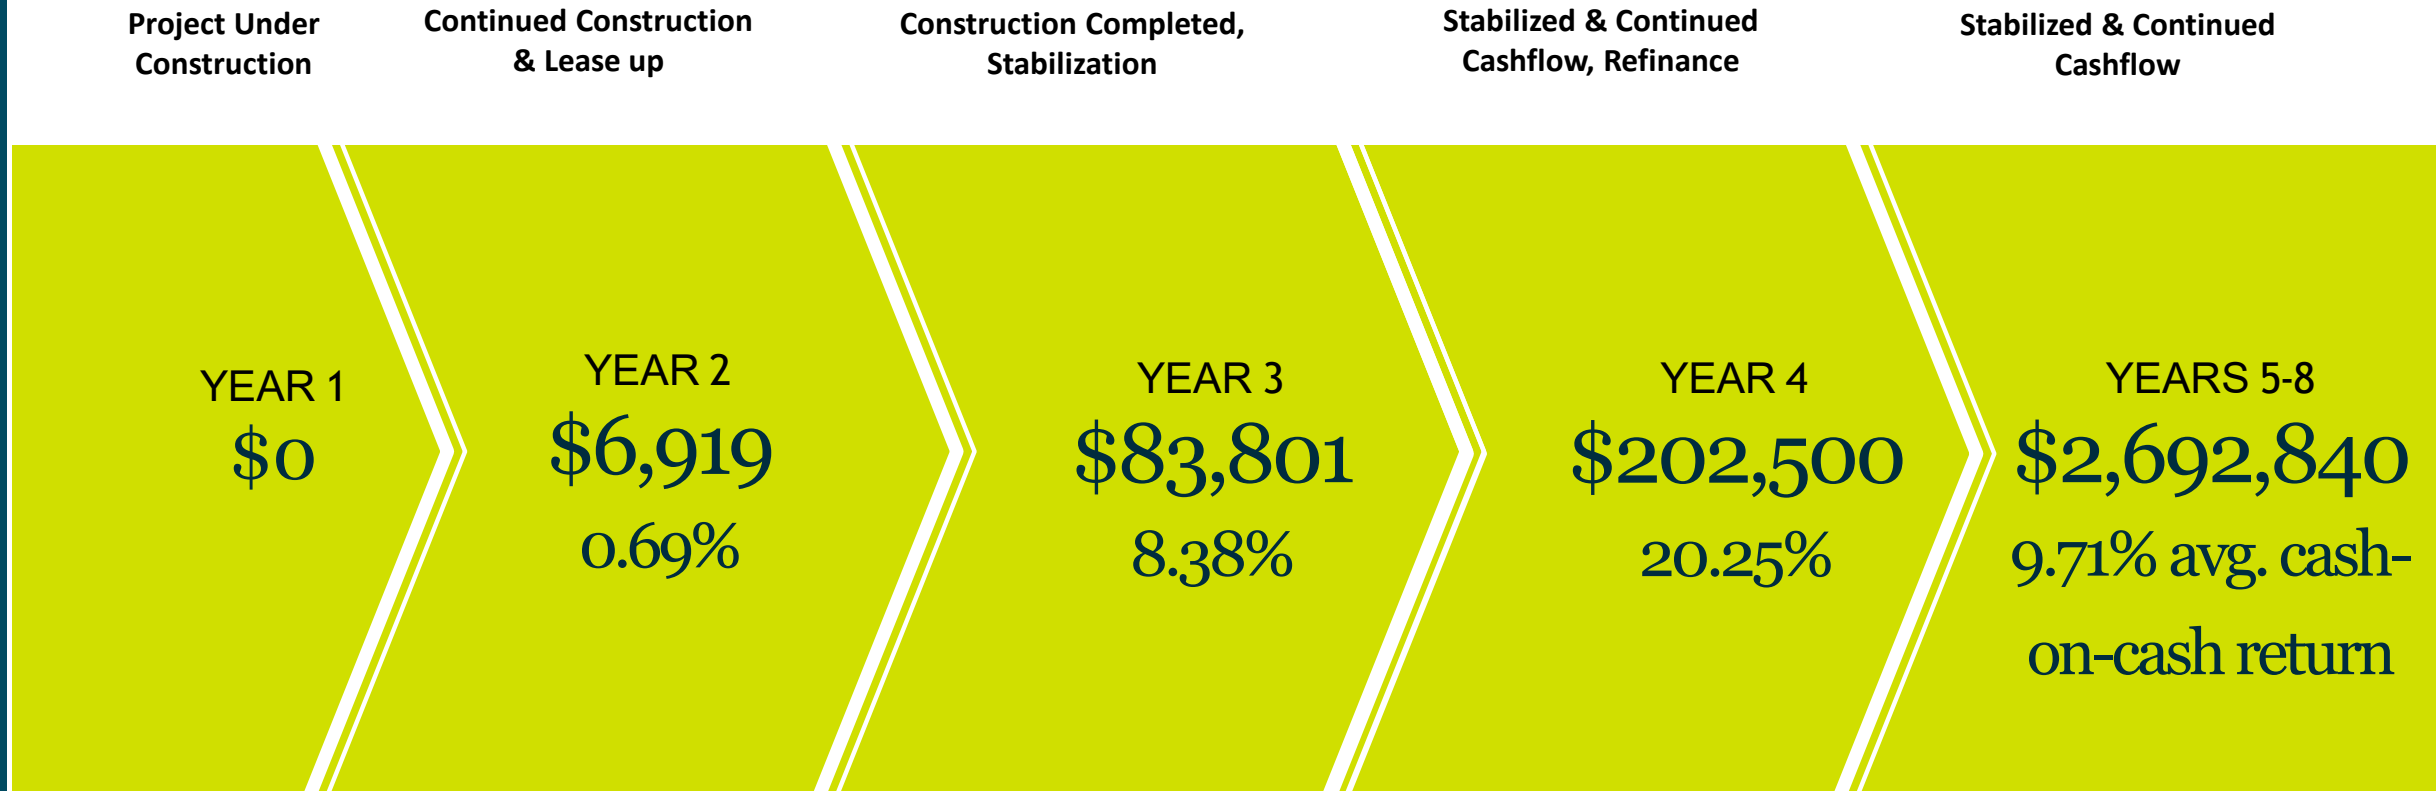 Project Under
Construction
Continued Construction
& Lease up
Construction Completed,
Stabilization
Stabilized & Continued
Cashflow, Refinance
Stabilized & Continued
Cashflow
YEAR 1
$0
YEAR 2
$6,919
0.69%
YEAR 3
$83,801
8.38%
YEAR 4
$202,500
20.25%
YEARS 5-8
$2,692,840
9.71% avg. cash-
on-cash return